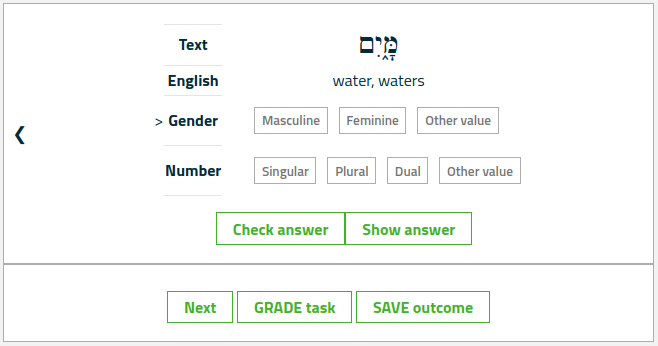 Text מָּ֑יִם
English water, waters
❮
> Gender Masculine Feminine Other value
Number Singular Plural Dual Other value
Check answer Show answer
Next GRADE task SAVE outcome